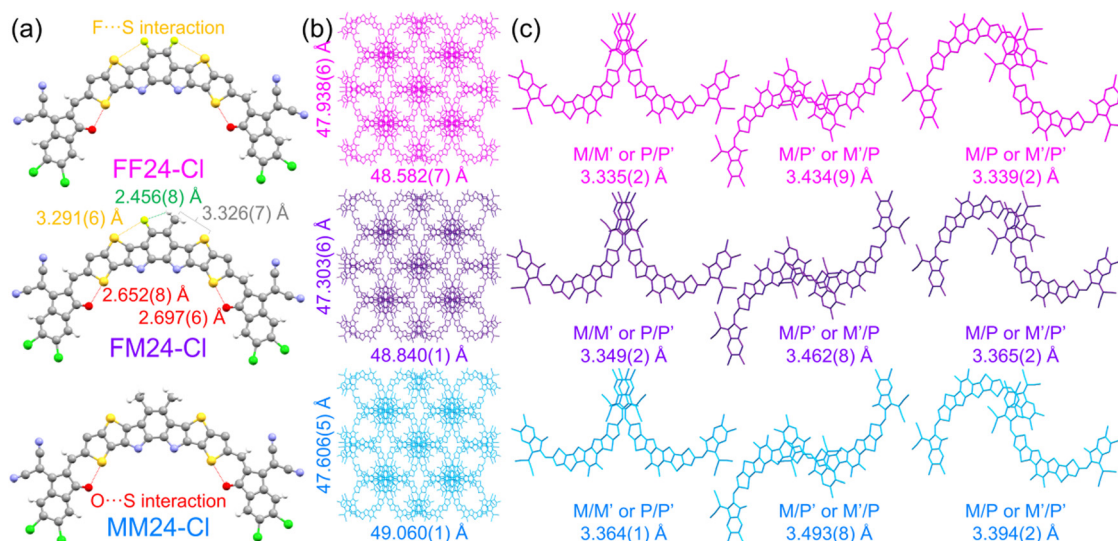 (a)
F···S interaction
FF24-Cl
2.456(8) Å
3.291(6) Å
3.326(7) Å
2.652(8) Å
2.697(6) Å
FM24-Cl
O···S interaction
MM24-Cl
(b)
47.938(6) Å
48.582(7) Å
47.303(6) Å
48.840(1) Å
47.606(5) Å
49.060(1) Å
(c)
M/M' or P/P'
3.335(2) Å
M/P' or M'/P
3.434(9) Å
M/P or M'/P'
3.339(2) Å
M/M' or P/P'
3.349(2) Å
M/P' or M'/P
3.462(8) Å
M/P or M'/P'
3.365(2) Å
M/M' or P/P'
3.364(1) Å
M/P' or M'/P
3.493(8) Å
M/P or M'/P'
3.394(2) Å